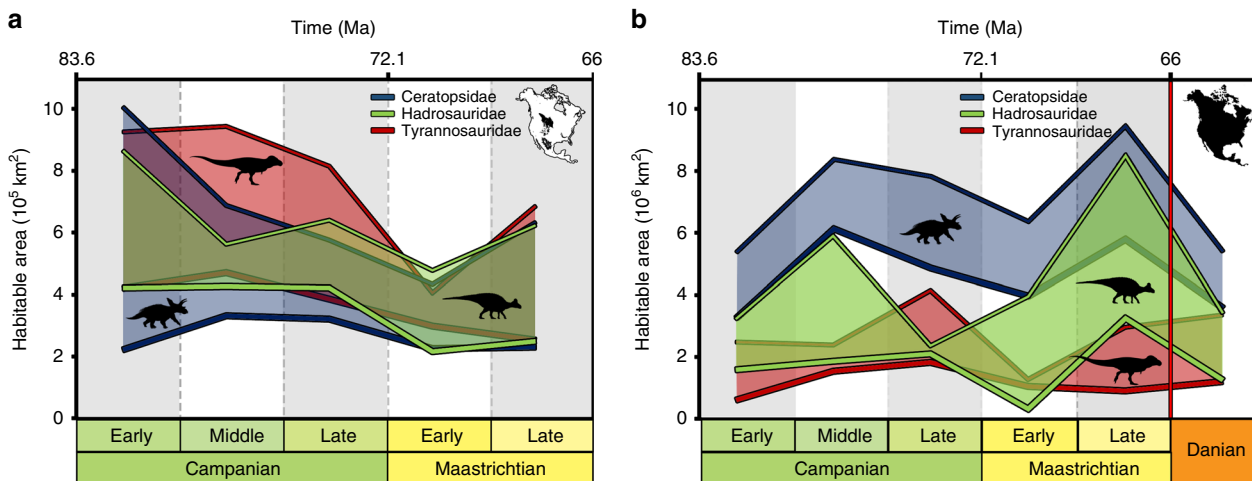 a
Time (Ma)
83.6 72.1 66
Habitable area (10⁵ km²)
10
8
6
4
2
0
Ceratopsidae
Hadrosauridae
Tyrannosauridae
Early Middle Late Early Late
Campanian Maastrichtian
b
Time (Ma)
83.6 72.1 66
Habitable area (10⁶ km²)
10
8
6
4
2
0
Ceratopsidae
Hadrosauridae
Tyrannosauridae
Early Middle Late Early Late
Campanian Maastrichtian Danian